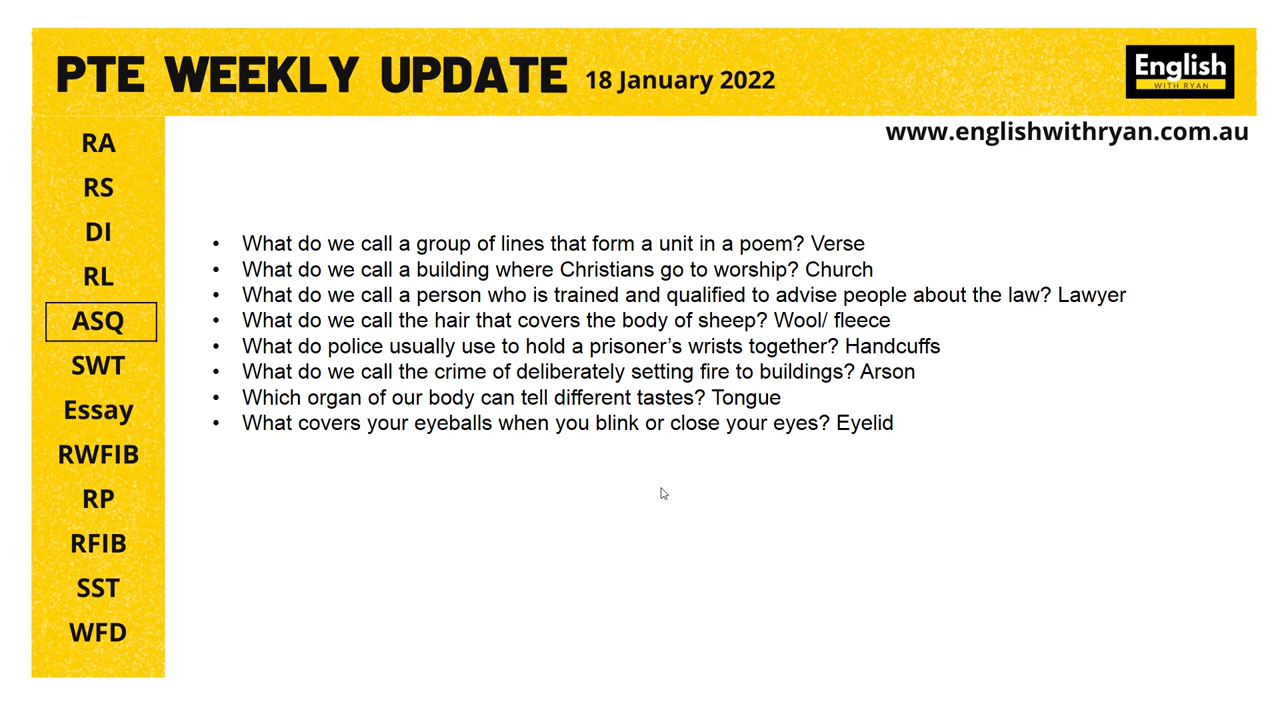 PTE WEEKLY UPDATE 18 January 2022
English
WITH RYAN
www.englishwithryan.com.au
RA
RS
DI
RL
ASQ
SWT
Essay
RWFIB
RP
RFIB
SST
WFD
• What do we call a group of lines that form a unit in a poem? Verse
• What do we call a building where Christians go to worship? Church
• What do we call a person who is trained and qualified to advise people about the law? Lawyer
• What do we call the hair that covers the body of sheep? Wool/ fleece
• What do police usually use to hold a prisoner’s wrists together? Handcuffs
• What do we call the crime of deliberately setting fire to buildings? Arson
• Which organ of our body can tell different tastes? Tongue
• What covers your eyeballs when you blink or close your eyes? Eyelid